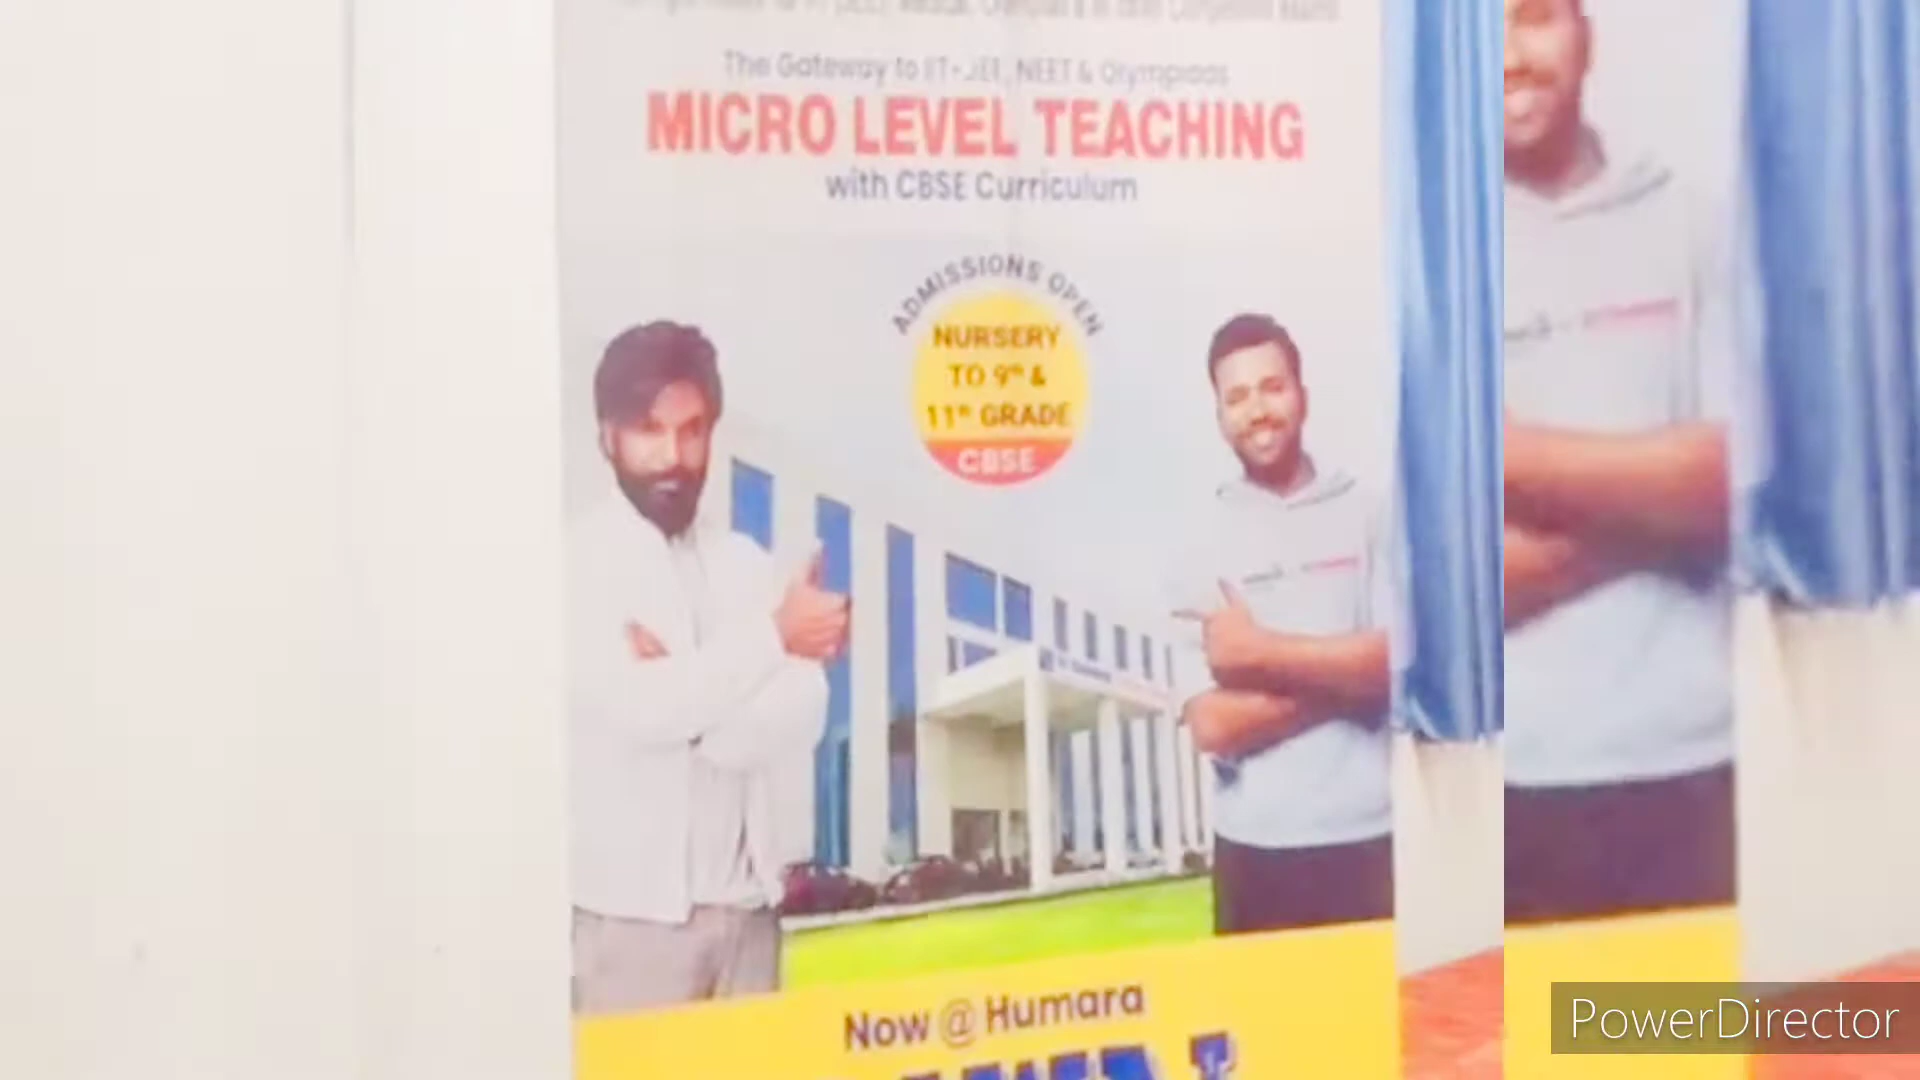 The Gateway to IIT-JEE, NEET & Olympiads
MICRO LEVEL TEACHING
with CBSE Curriculum
ADMISSIONS OPEN
NURSERY
TO 9th &
11th GRADE
CBSE
Now @ Humara
PowerDirector